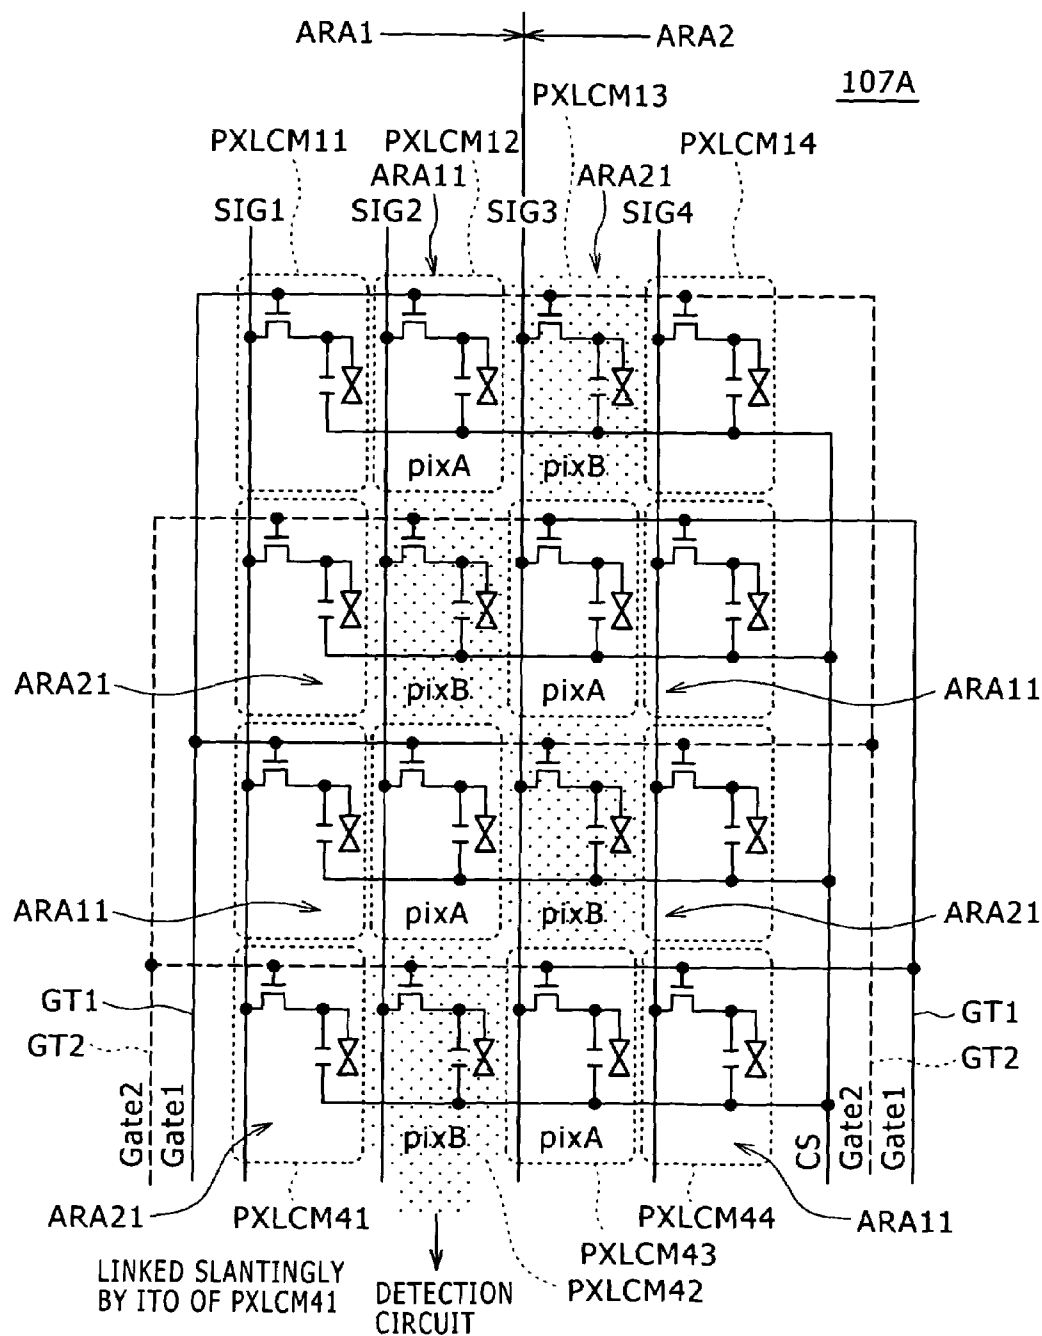 ARA1 ARA2
107A
PXLCM13
PXLCM11 PXLCM12 PXLCM14
ARA11 ARA21
SIG1 SIG2 SIG3 SIG4
pixA pixB
ARA21 pixB pixA ARA11
ARA11 pixA pixB ARA21
GT1 GT1
GT2 GT2
Gate2 Gate1 CS Gate2 Gate1
pixB pixA
ARA21 PXLCM41 PXLCM44 ARA11
PXLCM43
PXLCM42
LINKED SLANTINGLY
BY ITO OF PXLCM41
DETECTION
CIRCUIT